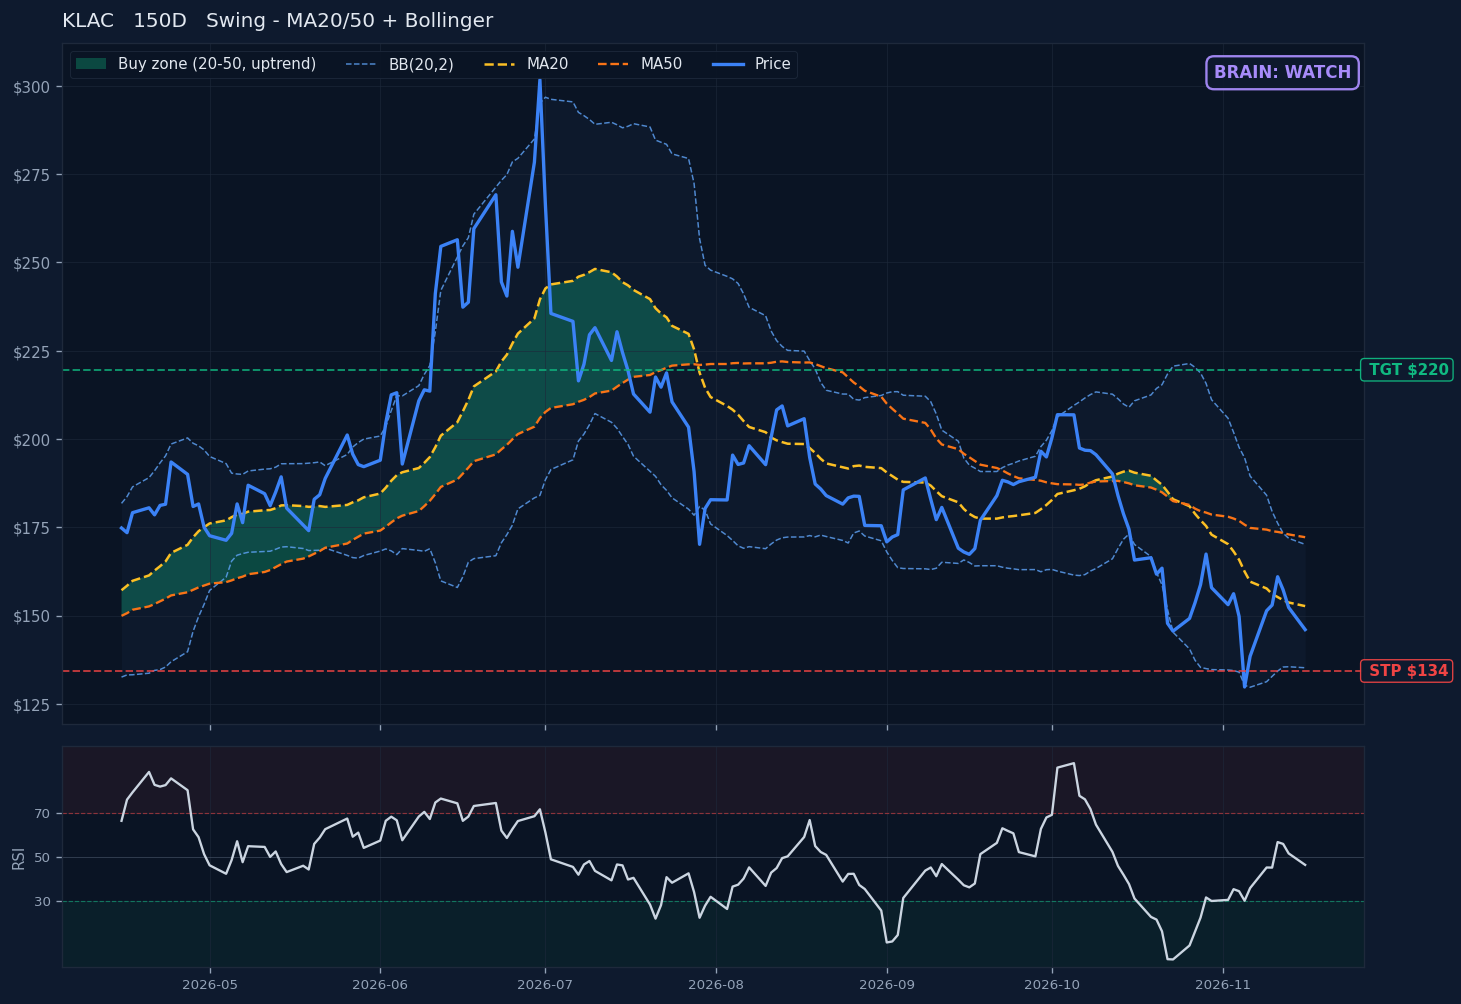 KLAC   150D   Swing - MA20/50 + Bollinger
Buy zone (20-50, uptrend)   BB(20,2)   MA20   MA50   Price
BRAIN: WATCH
$300
$275
$250
$225
TGT $220
$200
$175
$150
STP $134
$125
70
50
30
RSI
2026-05   2026-06   2026-07   2026-08   2026-09   2026-10   2026-11